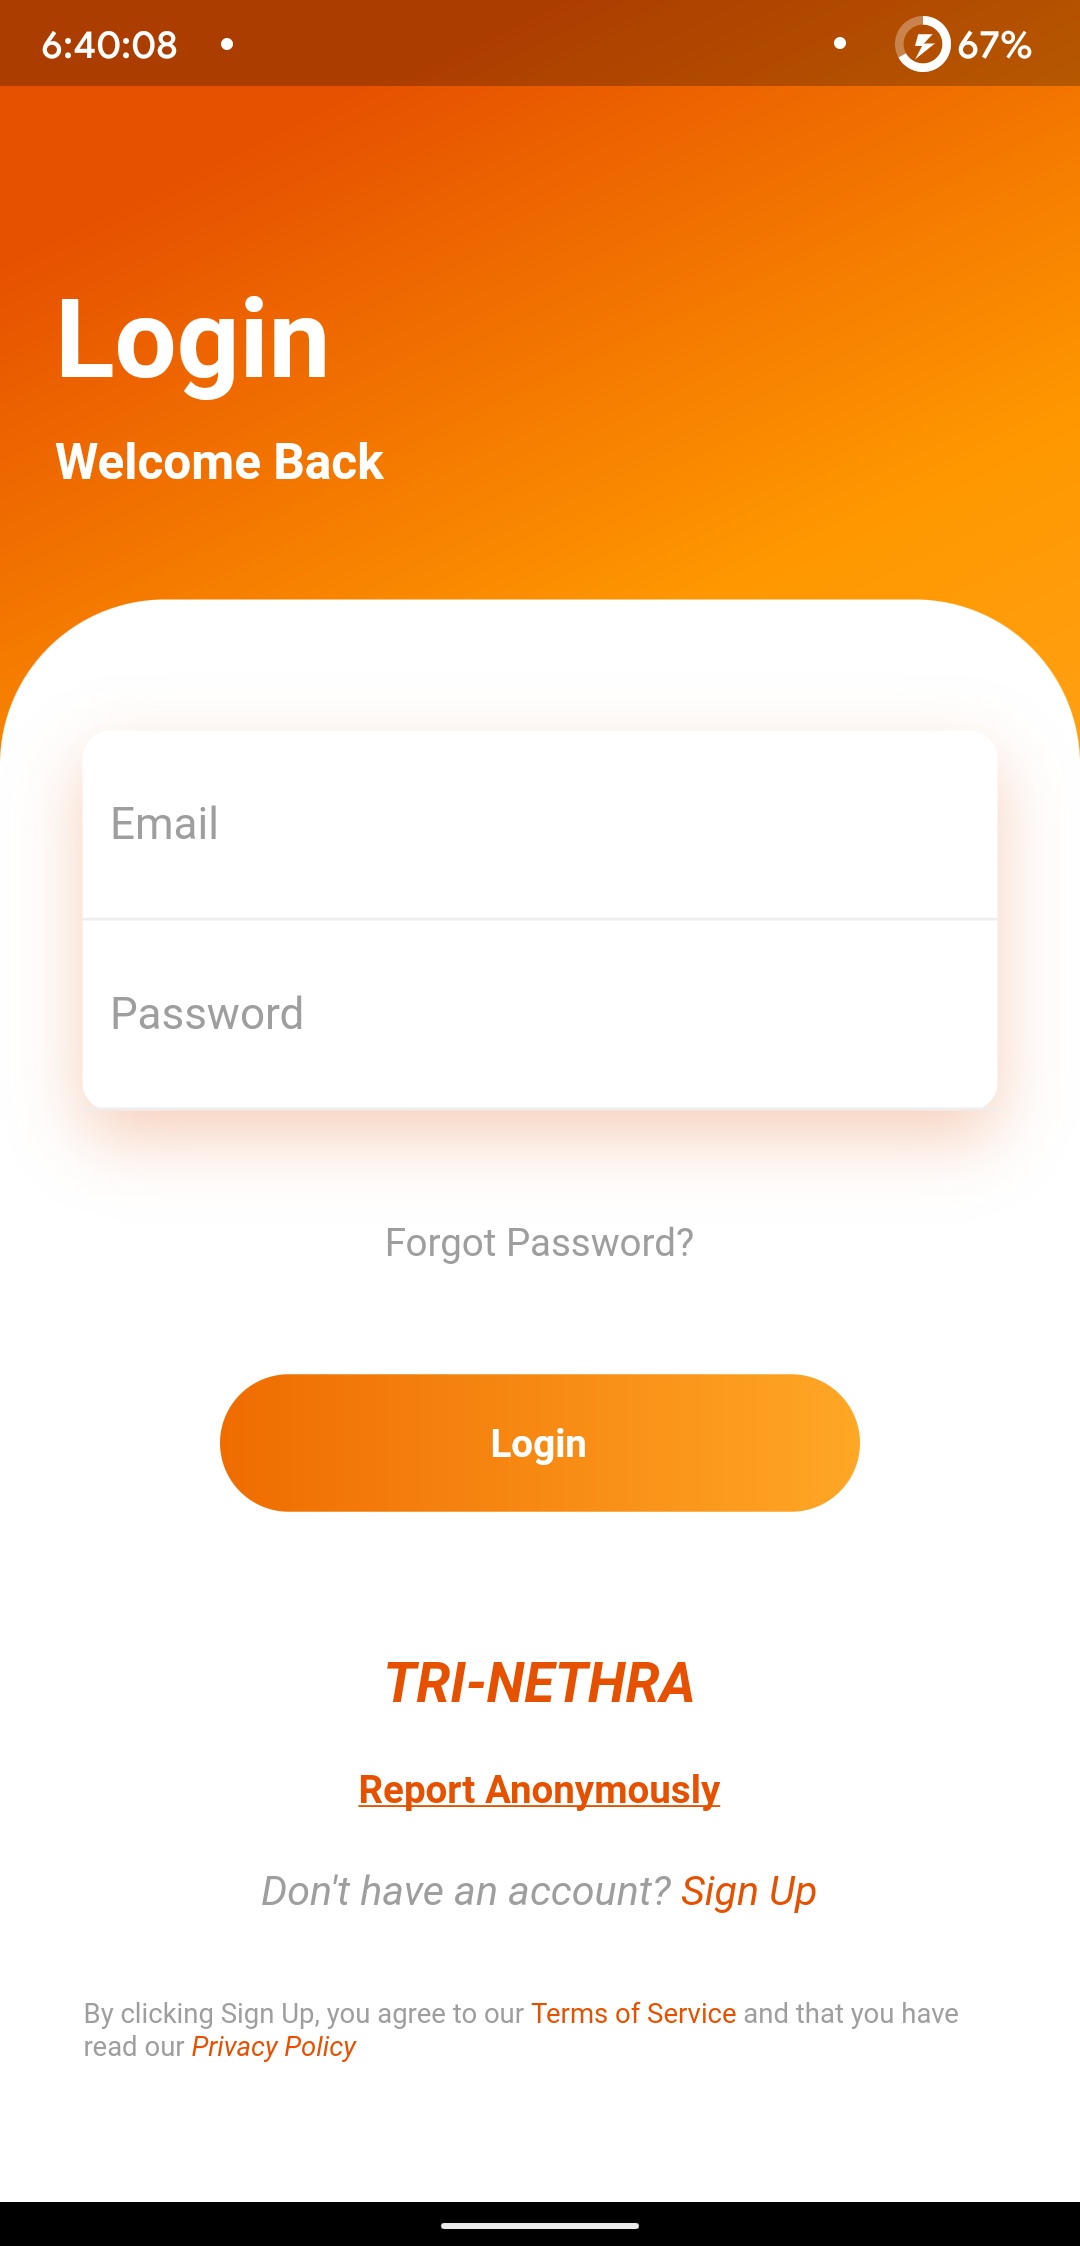 6:40:08
67%
Login
Welcome Back
Email
Password
Forgot Password?
Login
TRI-NETHRA
Report Anonymously
Don't have an account? Sign Up
By clicking Sign Up, you agree to our Terms of Service and that you have
read our Privacy Policy